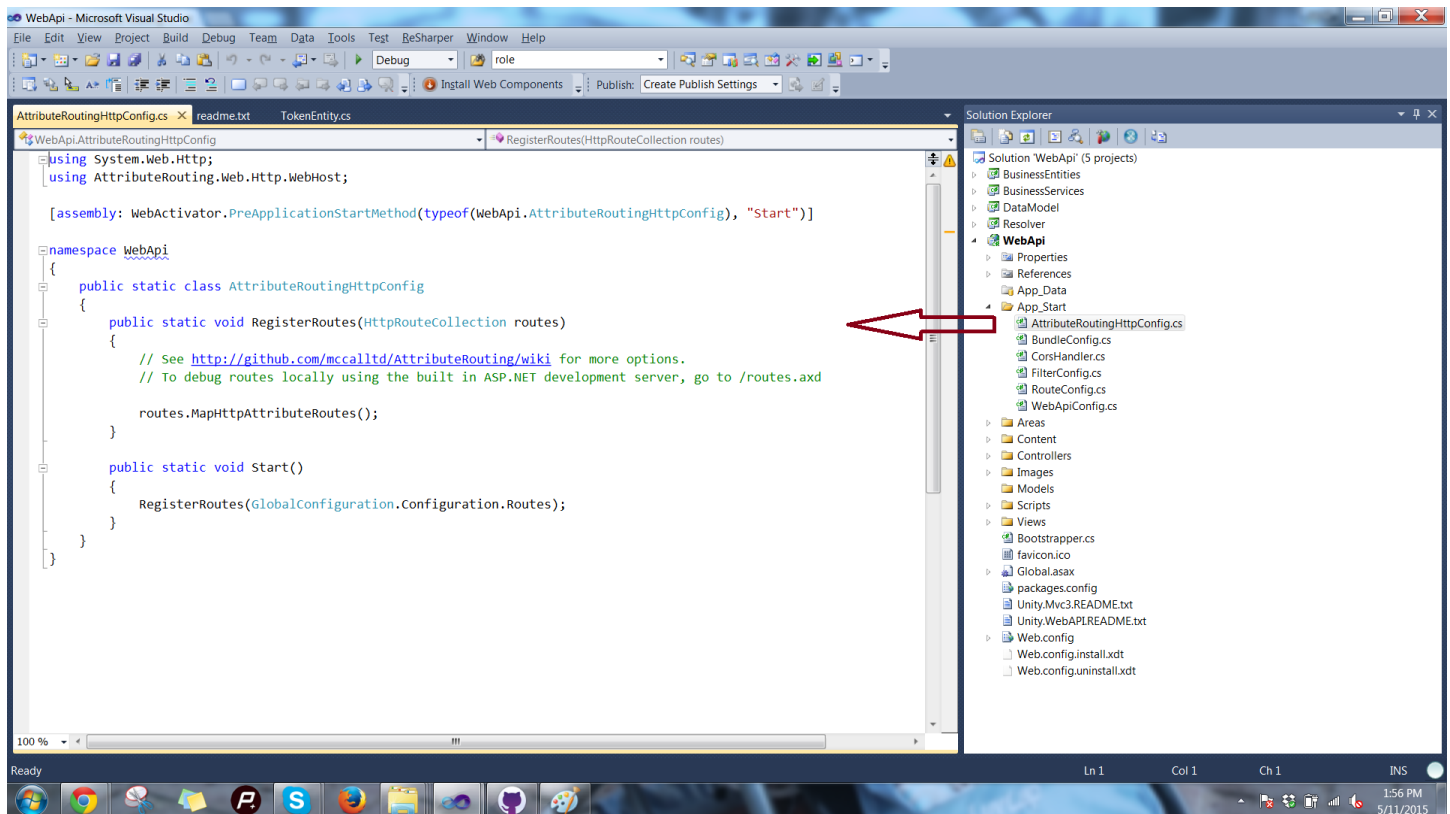 WebApi - Microsoft Visual Studio
File Edit View Project Build Debug Team Data Tools Test ReSharper Window Help
Debug role
Install Web Components Publish: Create Publish Settings
AttributeRoutingHttpConfig.cs readme.txt TokenEntity.cs
WebApi.AttributeRoutingHttpConfig RegisterRoutes(HttpRouteCollection routes)
using System.Web.Http;
using AttributeRouting.Web.Http.WebHost;
[assembly: WebActivator.PreApplicationStartMethod(typeof(WebApi.AttributeRoutingHttpConfig), "Start")]
namespace WebApi
{
public static class AttributeRoutingHttpConfig
{
public static void RegisterRoutes(HttpRouteCollection routes)
{
// See http://github.com/mccalltd/AttributeRouting/wiki for more options.
// To debug routes locally using the built in ASP.NET development server, go to /routes.axd
routes.MapHttpAttributeRoutes();
}
public static void Start()
{
RegisterRoutes(GlobalConfiguration.Configuration.Routes);
}
}
}
100 %
Solution Explorer
Solution 'WebApi' (5 projects)
BusinessEntities
BusinessServices
DataModel
Resolver
WebApi
Properties
References
App_Data
App_Start
AttributeRoutingHttpConfig.cs
BundleConfig.cs
CorsHandler.cs
FilterConfig.cs
RouteConfig.cs
WebApiConfig.cs
Areas
Content
Controllers
Images
Models
Scripts
Views
Bootstrapper.cs
favicon.ico
Global.asax
packages.config
Unity.Mvc3.README.txt
Unity.WebAPI.README.txt
Web.config
Web.config.install.xdt
Web.config.uninstall.xdt
Ready Ln 1 Col 1 Ch 1 INS
1:56 PM
5/11/2015